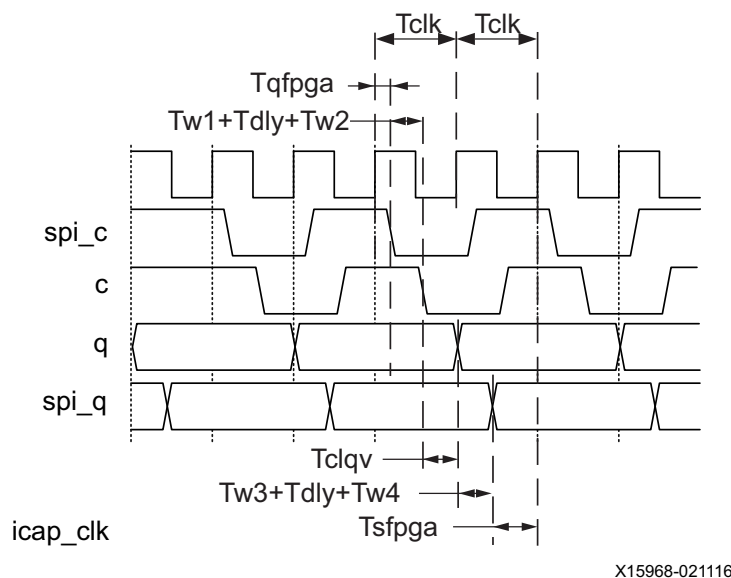 Tclk Tclk
Tqfpga
Tw1+Tdly+Tw2
spi_c
c
q
spi_q
Tclqv
Tw3+Tdly+Tw4
Tsfpga
icap_clk
X15968-021116